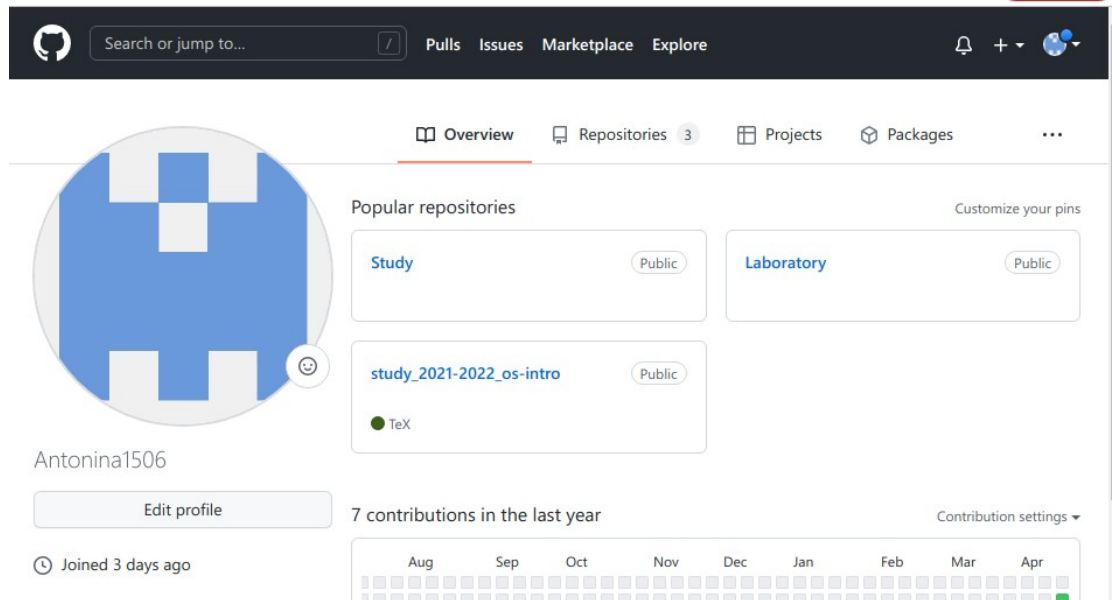 Search or jump to... / Pulls Issues Marketplace Explore
Overview Repositories 3 Projects Packages
Popular repositories Customize your pins
Study Public Laboratory Public
study_2021-2022_os-intro Public
TeX
Antonina1506
Edit profile
7 contributions in the last year Contribution settings
Joined 3 days ago
Aug Sep Oct Nov Dec Jan Feb Mar Apr